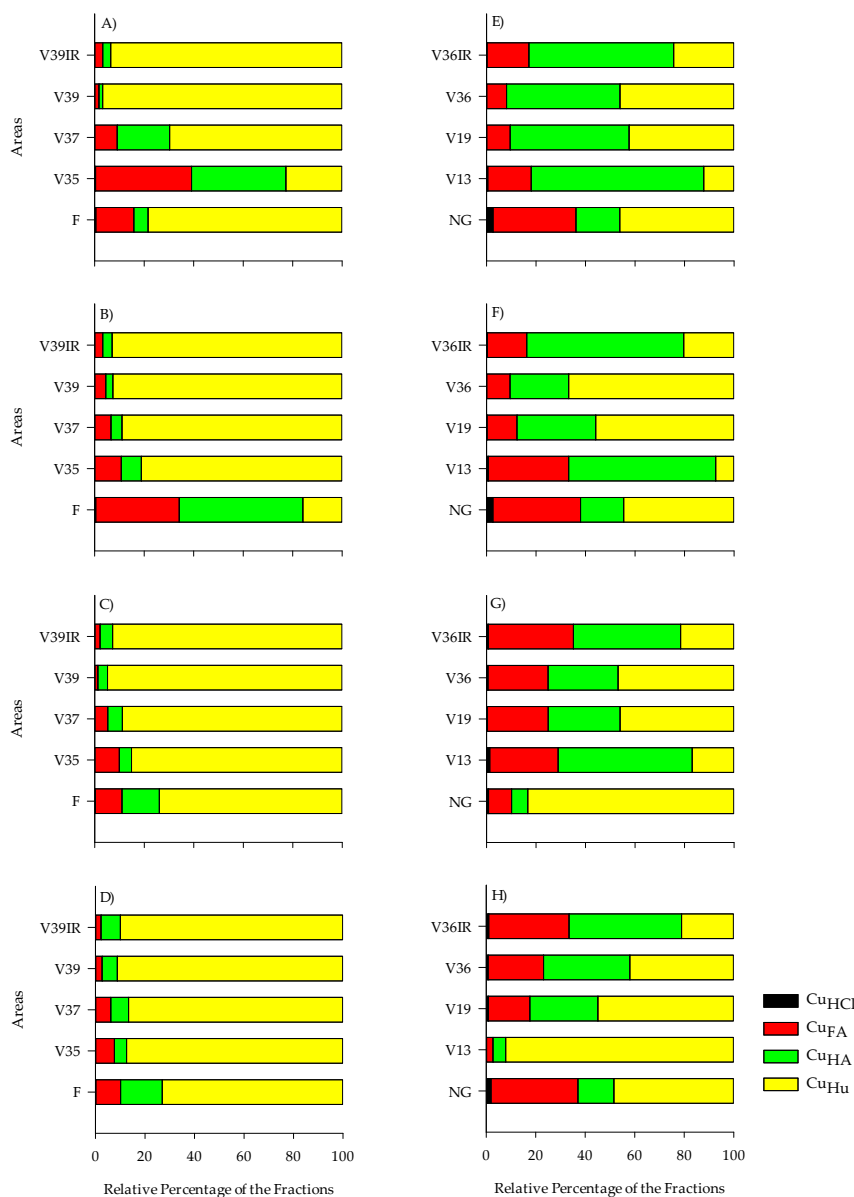 A)
V39IR
V39
V37
V35
F
Areas
E)
V36IR
V36
V19
V13
NG
B)
V39IR
V39
V37
V35
F
Areas
F)
V36IR
V36
V19
V13
NG
C)
V39IR
V39
V37
V35
F
Areas
G)
V36IR
V36
V19
V13
NG
D)
V39IR
V39
V37
V35
F
Areas
0 20 40 60 80 100
Relative Percentage of the Fractions
H)
V36IR
V36
V19
V13
NG
0 20 40 60 80 100
Relative Percentage of the Fractions
CuHCl
CuFA
CuHA
CuHu